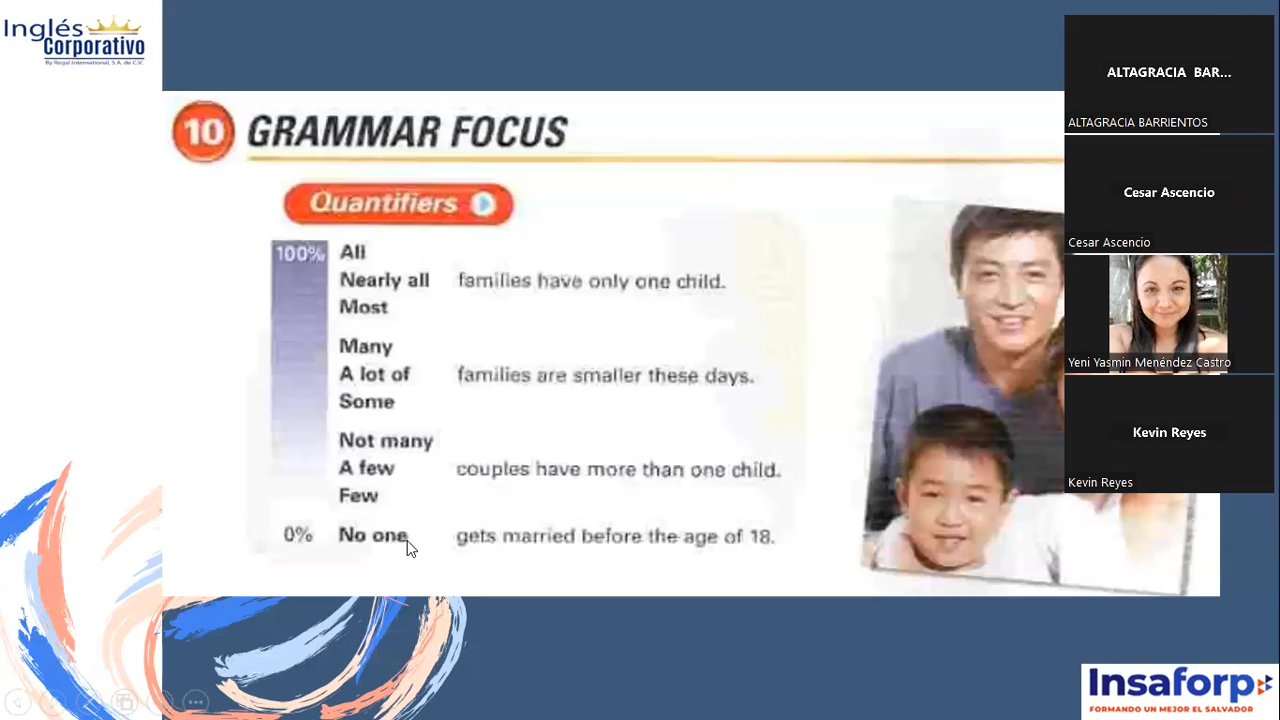 Inglés
Corporativo
By Regal International, S.A. de C.V.
10 GRAMMAR FOCUS
Quantifiers
100% All
Nearly all families have only one child.
Most
Many
A lot of families are smaller these days.
Some
Not many
A few couples have more than one child.
Few
0% No one gets married before the age of 18.
ALTAGRACIA BAR...
ALTAGRACIA BARRIENTOS
Cesar Ascencio
Cesar Ascencio
Yeni Yasmin Menéndez Castro
Kevin Reyes
Kevin Reyes
Insaforp
FORMANDO UN MEJOR EL SALVADOR